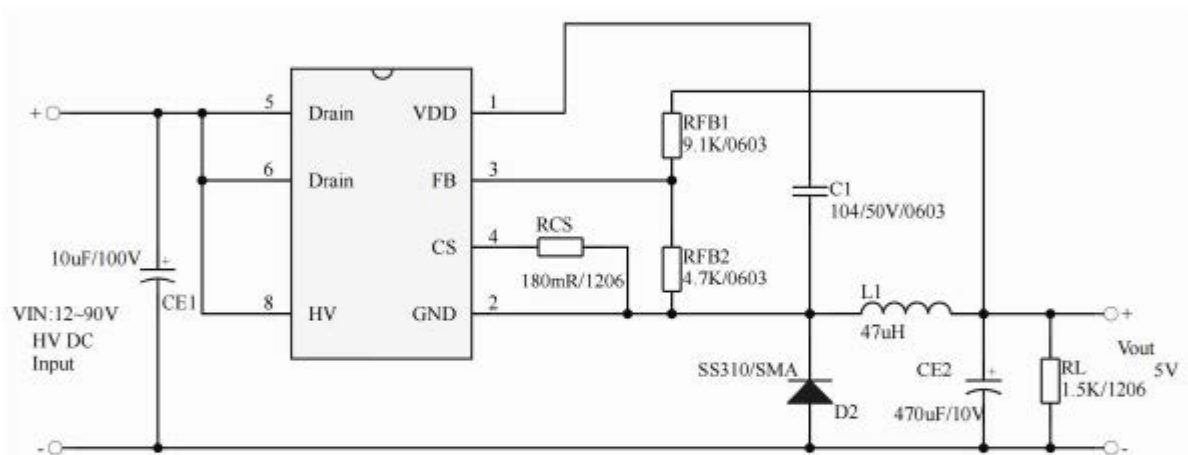 +
5
Drain
VDD
1
RFB1
9.1K/0603
6
Drain
FB
3
C1
104/50V/0603
CS
4
RCS
180mR/1206
RFB2
4.7K/0603
10uF/100V
+
CE1
VIN:12~90V
HV DC
Input
8
HV
GND
2
L1
47uH
+
Vout
5V
SS310/SMA
D2
CE2
+
470uF/10V
RL
1.5K/1206
-
-